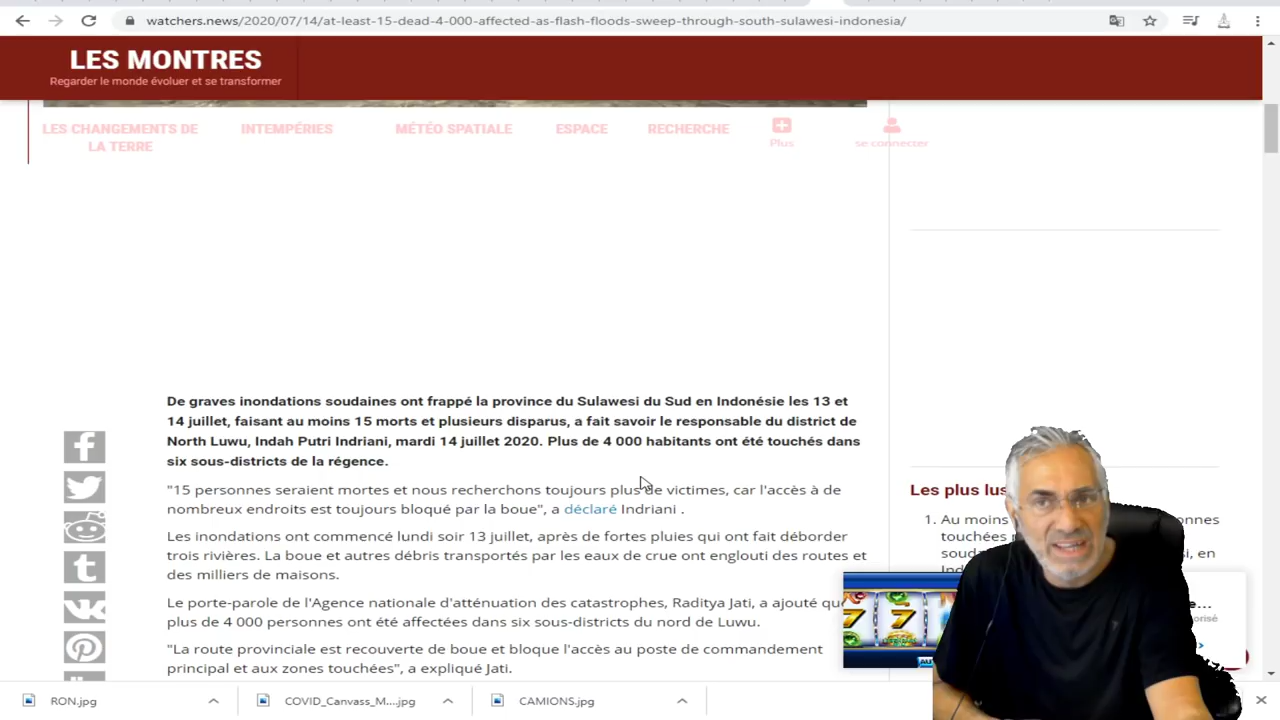 watchers.news/2020/07/14/at-least-15-dead-4-000-affected-as-flash-floods-sweep-through-south-sulawesi-indonesia/
LES MONTRES
Regarder le monde évoluer et se transformer
LES CHANGEMENTS DE
LA TERRE
INTEMPÉRIES
MÉTÉO SPATIALE
ESPACE
RECHERCHE
Plus
se connecter
De graves inondations soudaines ont frappé la province du Sulawesi du Sud en Indonésie les 13 et
14 juillet, faisant au moins 15 morts et plusieurs disparus, a fait savoir le responsable du district de
North Luwu, Indah Putri Indriani, mardi 14 juillet 2020. Plus de 4 000 habitants ont été touchés dans
six sous-districts de la régence.
"15 personnes seraient mortes et nous recherchons toujours plus de victimes, car l'accès à de
nombreux endroits est toujours bloqué par la boue", a déclaré Indriani .
Les inondations ont commencé lundi soir 13 juillet, après de fortes pluies qui ont fait déborder
trois rivières. La boue et autres débris transportés par les eaux de crue ont englouti des routes et
des milliers de maisons.
Le porte-parole de l'Agence nationale d'atténuation des catastrophes, Raditya Jati, a ajouté que
plus de 4 000 personnes ont été affectées dans six sous-districts du nord de Luwu.
"La route provinciale est recouverte de boue et bloque l'accès au poste de commandement
principal et aux zones touchées", a expliqué Jati.
Les plus lus
1. Au moins
touchées
en
7 7
RON.jpg
COVID_Canvass_M....jpg
CAMIONS.jpg